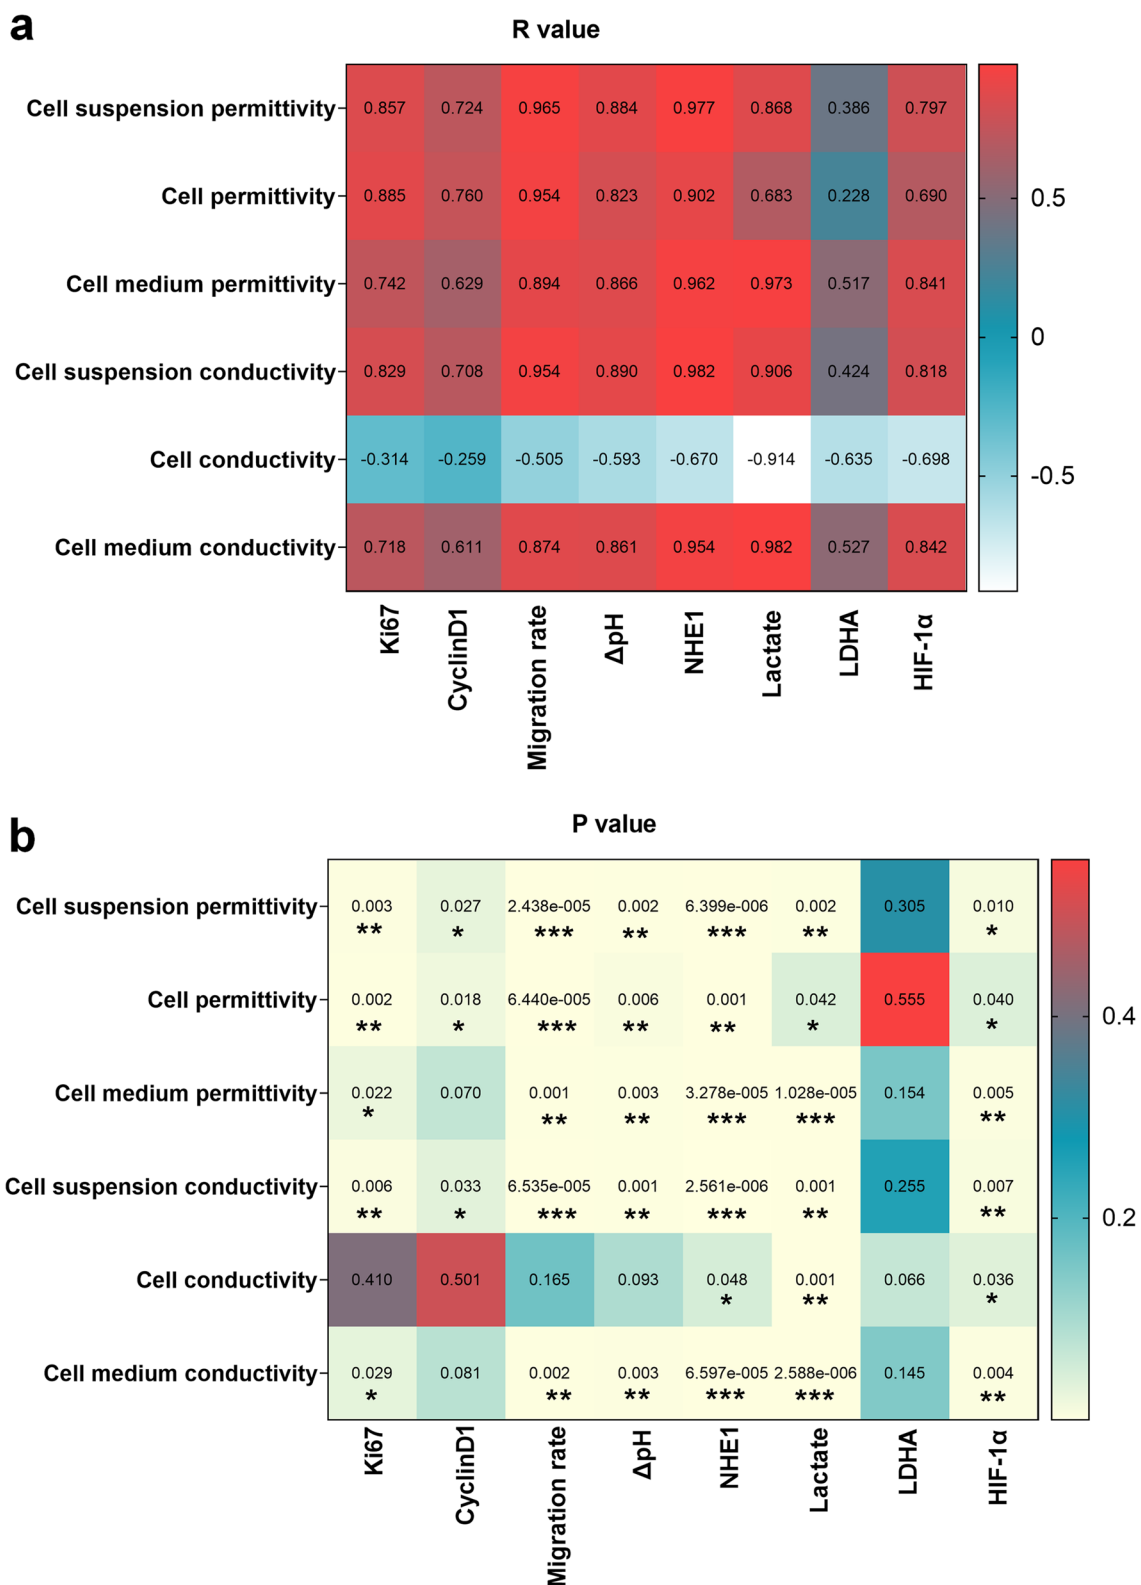 a
R value
Cell suspension permittivity 0.857 0.724 0.965 0.884 0.977 0.868 0.386 0.797
Cell permittivity 0.885 0.760 0.954 0.823 0.902 0.683 0.228 0.690
Cell medium permittivity 0.742 0.629 0.894 0.866 0.962 0.973 0.517 0.841
Cell suspension conductivity 0.829 0.708 0.954 0.890 0.982 0.906 0.424 0.818
Cell conductivity -0.314 -0.259 -0.505 -0.593 -0.670 -0.914 -0.635 -0.698
Cell medium conductivity 0.718 0.611 0.874 0.861 0.954 0.982 0.527 0.842
0.5
0
-0.5
Ki67 CyclinD1 Migration rate ΔpH NHE1 Lactate LDHA HIF-1α
b
P value
Cell suspension permittivity 0.003 0.027 2.438e-005 0.002 6.399e-006 0.002 0.305 0.010
** * *** ** *** ** *
Cell permittivity 0.002 0.018 6.440e-005 0.006 0.001 0.042 0.555 0.040
** * *** ** ** * *
Cell medium permittivity 0.022 0.070 0.001 0.003 3.278e-005 1.028e-005 0.154 0.005
* ** ** *** *** **
Cell suspension conductivity 0.006 0.033 6.535e-005 0.001 2.561e-006 0.001 0.255 0.007
** * *** ** *** ** **
Cell conductivity 0.410 0.501 0.165 0.093 0.048 0.001 0.066 0.036
* ** *
Cell medium conductivity 0.029 0.081 0.002 0.003 6.597e-005 2.588e-006 0.145 0.004
* ** ** *** *** **
0.4
0.2
Ki67 CyclinD1 Migration rate ΔpH NHE1 Lactate LDHA HIF-1α